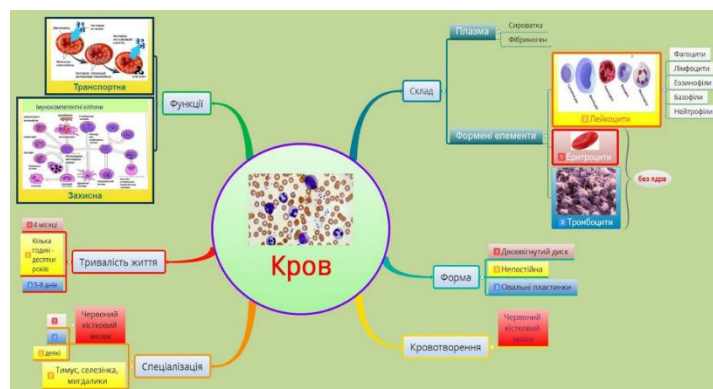 Транспортна
Імунокомпетентні клітини
Захисна
Функції
Тривалість життя
4 місяці
Кілька
годин -
десятки
років
5-8 днів
Спеціалізація
Червоний
кістковий
мозок
деякі
Тимус, селезінка,
мигдалики
Кров
Склад
Плазма
Сироватка
Фібриноген
Формені елементи
Лейкоцити
Фагоцити
Лімфоцити
Еозинофіли
Базофіли
Нейтрофіли
Еритроцити
Тромбоцити
без ядра
Форма
Двоввігнутий диск
Непостійна
Овальні пластинки
Кровотворення
Червоний
кістковий
мозок